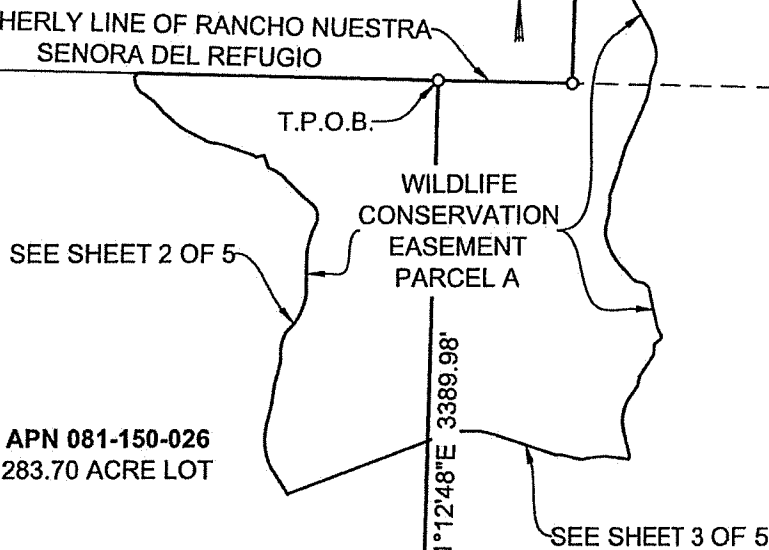 HERLY LINE OF RANCHO NUESTRA
SENORA DEL REFUGIO
T.P.O.B.
WILDLIFE
CONSERVATION
EASEMENT
PARCEL A
SEE SHEET 2 OF 5
3389.98'
1°12'48"E
APN 081-150-026
283.70 ACRE LOT
SEE SHEET 3 OF 5